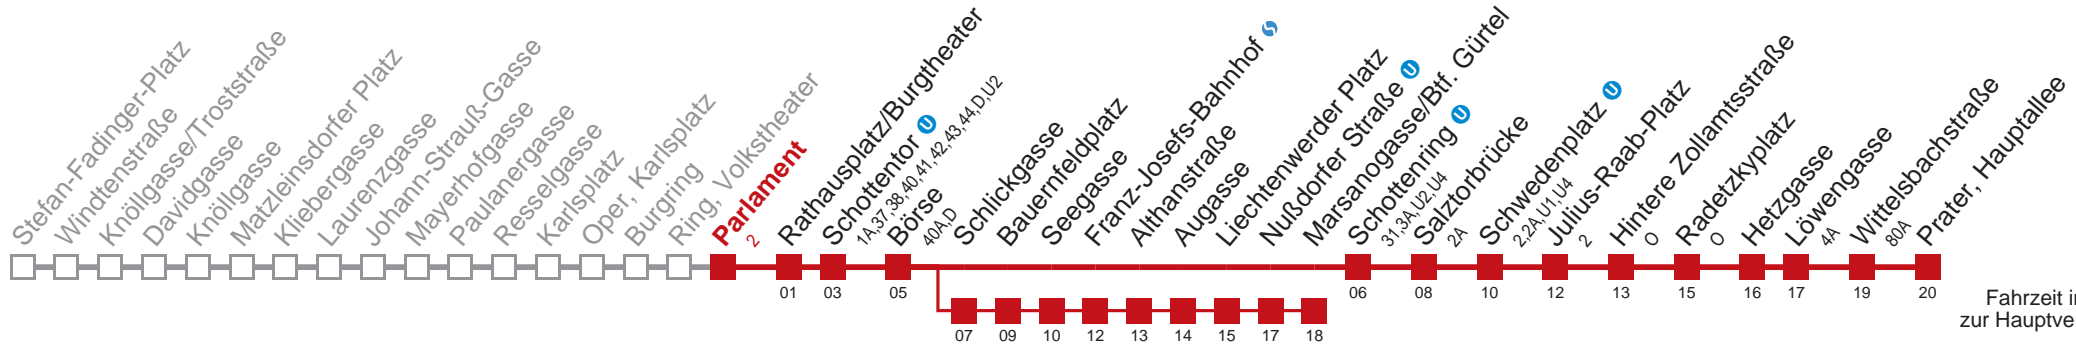 Stefan-Fadinger-Platz
Windtenstraße
Knöllgasse/Troststraße
Davidgasse
Knöllgasse
Matzleinsdorfer Platz
Kliebergasse
Laurenzgasse
Johann-Strauß-Gasse
Mayerhofgasse
Paulanergasse
Resselgasse
Karlsplatz
Oper, Karlsplatz
Burgring
Ring, Volkstheater
Parlament
2
Rathausplatz/Burgtheater
Schottentor U
1A,37,38,40,41,42,43,44,D,U2
Börse
40A,D
Schlickgasse
Bauernfeldplatz
Seegasse
Franz-Josefs-Bahnhof
Althanstraße
Augasse
Liechtenwerder Platz
Nußdorfer Straße U
Marsanogasse/Btf. Gürtel
Schottenring U
31,3A,U2,U4
Salztorbrücke
2A
Schwedenplatz U
2,2A,U1,U4
Julius-Raab-Platz
2
Hintere Zollamtsstraße
O
Radetzkyplatz
O
Hetzgasse
Löwengasse
4A
Wittelsbachstraße
80A
Prater, Hauptallee
01 03 05 06 08 10 12 13 15 16 17 19 20
07 09 10 12 13 14 15 17 18
Fahrzeit i
zur Hauptve